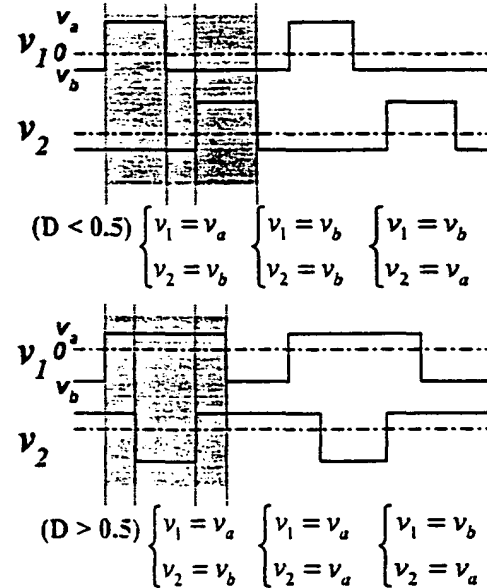 v_a
v_1 0
v_b
v_2
(D < 0.5) { v_1 = v_a { v_1 = v_b { v_1 = v_b
v_2 = v_b v_2 = v_b v_2 = v_a
v_a
v_1 0
v_b
v_2
(D > 0.5) { v_1 = v_a { v_1 = v_a { v_1 = v_b
v_2 = v_b v_2 = v_a v_2 = v_a